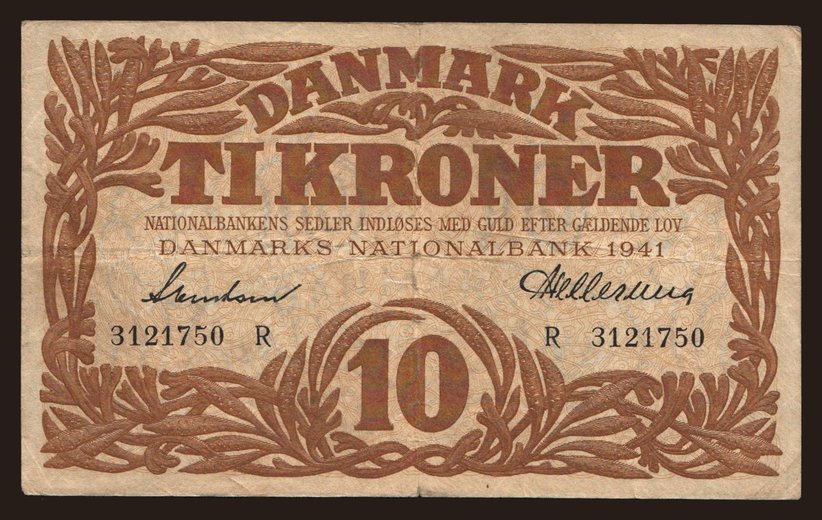 DANMARK
TI KRONER
NATIONALBANKENS SEDLER INDLØSES MED GULD EFTER GÆLDENDE LOV
DANMARKS NATIONALBANK 1941
3121750 R R 3121750
10